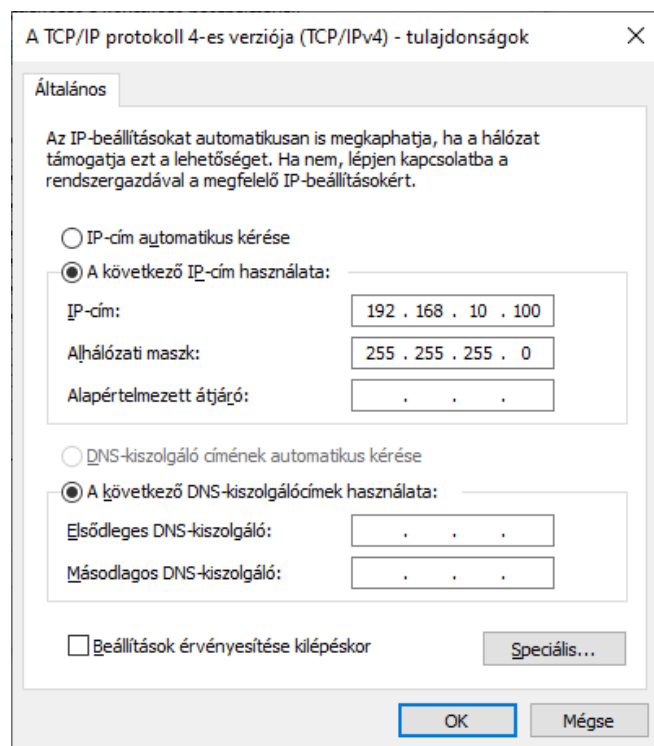 A TCP/IP protokoll 4-es verziója (TCP/IPv4) - tulajdonságok
Általános
Az IP-beállításokat automatikusan is megkaphatja, ha a hálózat
támogatja ezt a lehetőséget. Ha nem, lépjen kapcsolatba a
rendszergazdával a megfelelő IP-beállításokért.
IP-cím automatikus kérése
A következő IP-cím használata:
IP-cím: 192 . 168 . 10 . 100
Alhálózati maszk: 255 . 255 . 255 . 0
Alapértelmezett átjáró: . . .
DNS-kiszolgáló címének automatikus kérése
A következő DNS-kiszolgálócímek használata:
Elsődleges DNS-kiszolgáló: . . .
Másodlagos DNS-kiszolgáló: . . .
Beállítások érvényesítése kilépéskor Speciális...
OK Mégse